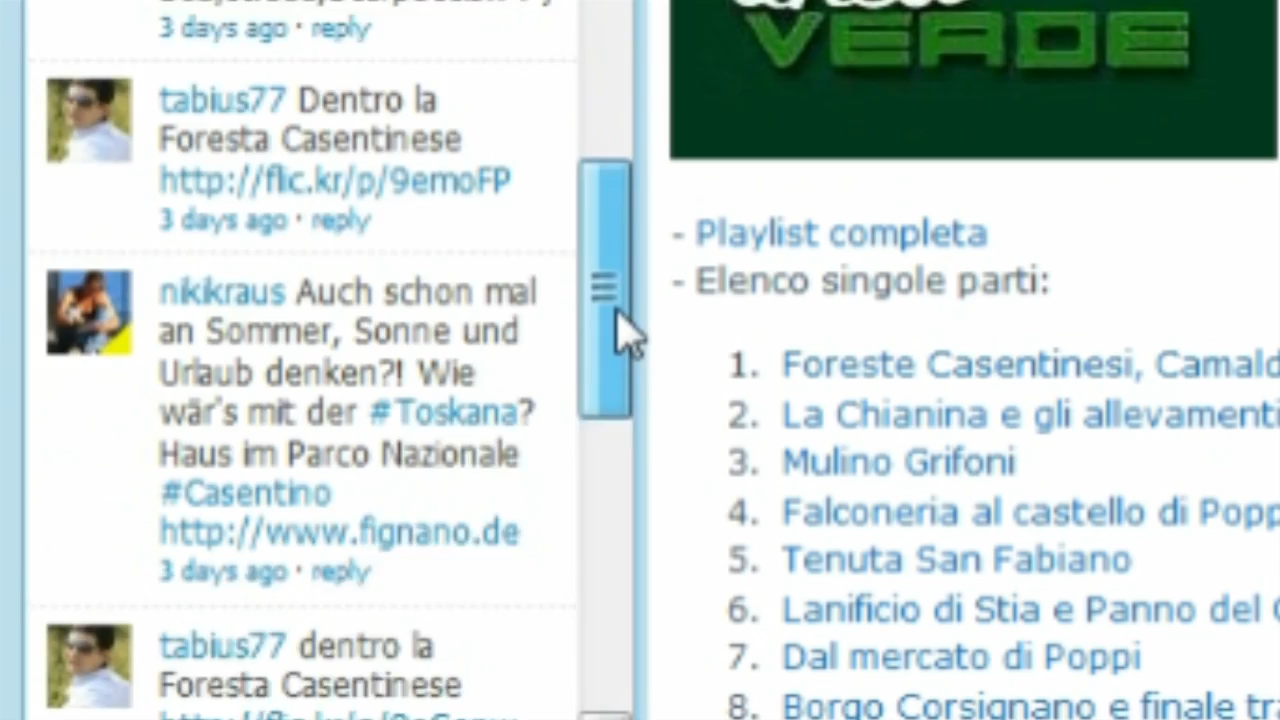 3 days ago · reply
tabius77 Dentro la
Foresta Casentinese
http://flic.kr/p/9emoFP
3 days ago · reply
nikikraus Auch schon mal
an Sommer, Sonne und
Urlaub denken?! Wie
wär's mit der #Toskana?
Haus im Parco Nazionale
#Casentino
http://www.fignano.de
3 days ago · reply
tabius77 dentro la
Foresta Casentinese
VERDE
- Playlist completa
- Elenco singole parti:
1. Foreste Casentinesi, Camald
2. La Chianina e gli allevamenti
3. Mulino Grifoni
4. Falconeria al castello di Popp
5. Tenuta San Fabiano
6. Lanificio di Stia e Panno del
7. Dal mercato di Poppi
8. Borgo Corsignano e finale tr